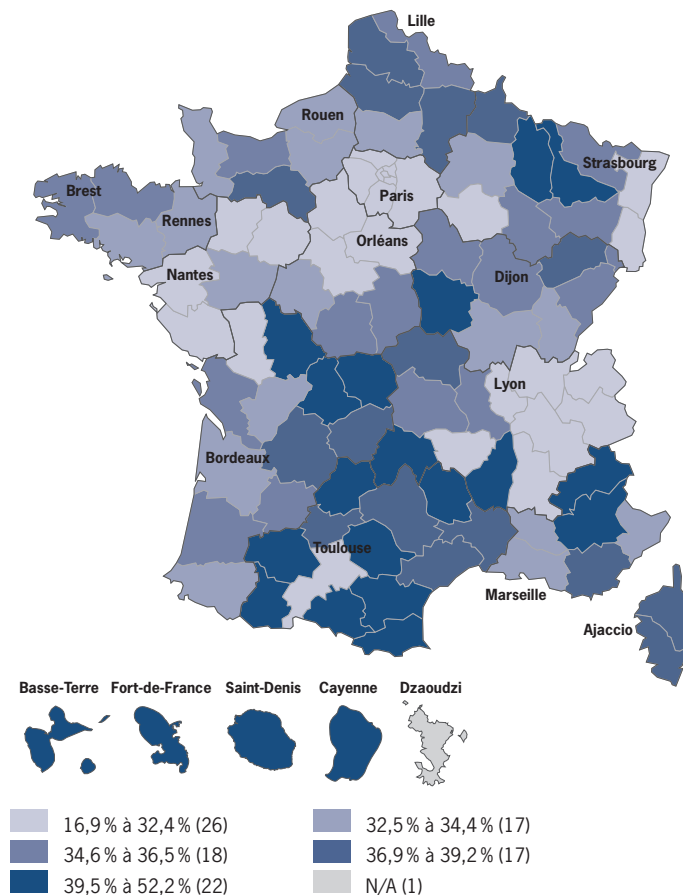 Lille
Rouen
Strasbourg
Brest
Paris
Rennes
Orléans
Nantes
Dijon
Lyon
Bordeaux
Toulouse
Marseille
Ajaccio
Basse-Terre Fort-de-France Saint-Denis Cayenne Dzaoudzi
16,9 % à 32,4 % (26) 32,5 % à 34,4 % (17)
34,6 % à 36,5 % (18) 36,9 % à 39,2 % (17)
39,5 % à 52,2 % (22) N/A (1)